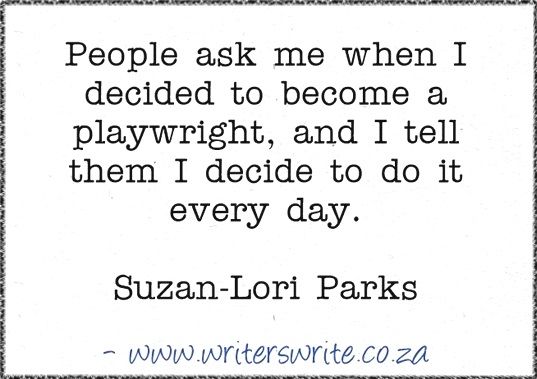 People ask me when I
decided to become a
playwright, and I tell
them I decide to do it
every day.
Suzan-Lori Parks
- www.writerswrite.co.za